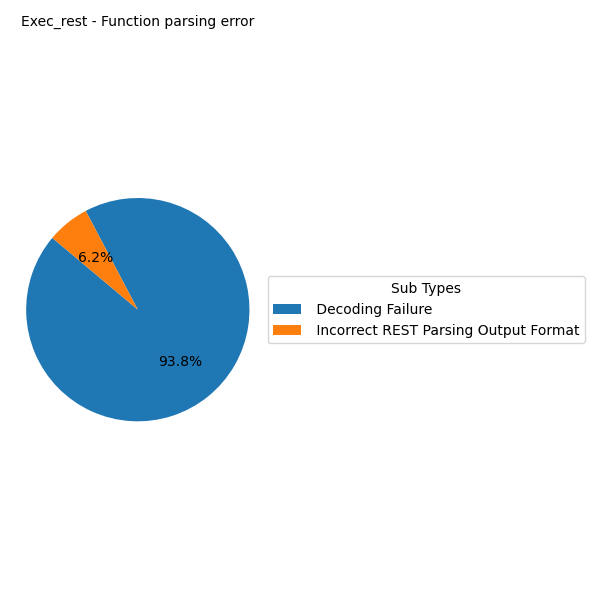 Exec_rest - Function parsing error
6.2%
93.8%
Sub Types
Decoding Failure
Incorrect REST Parsing Output Format